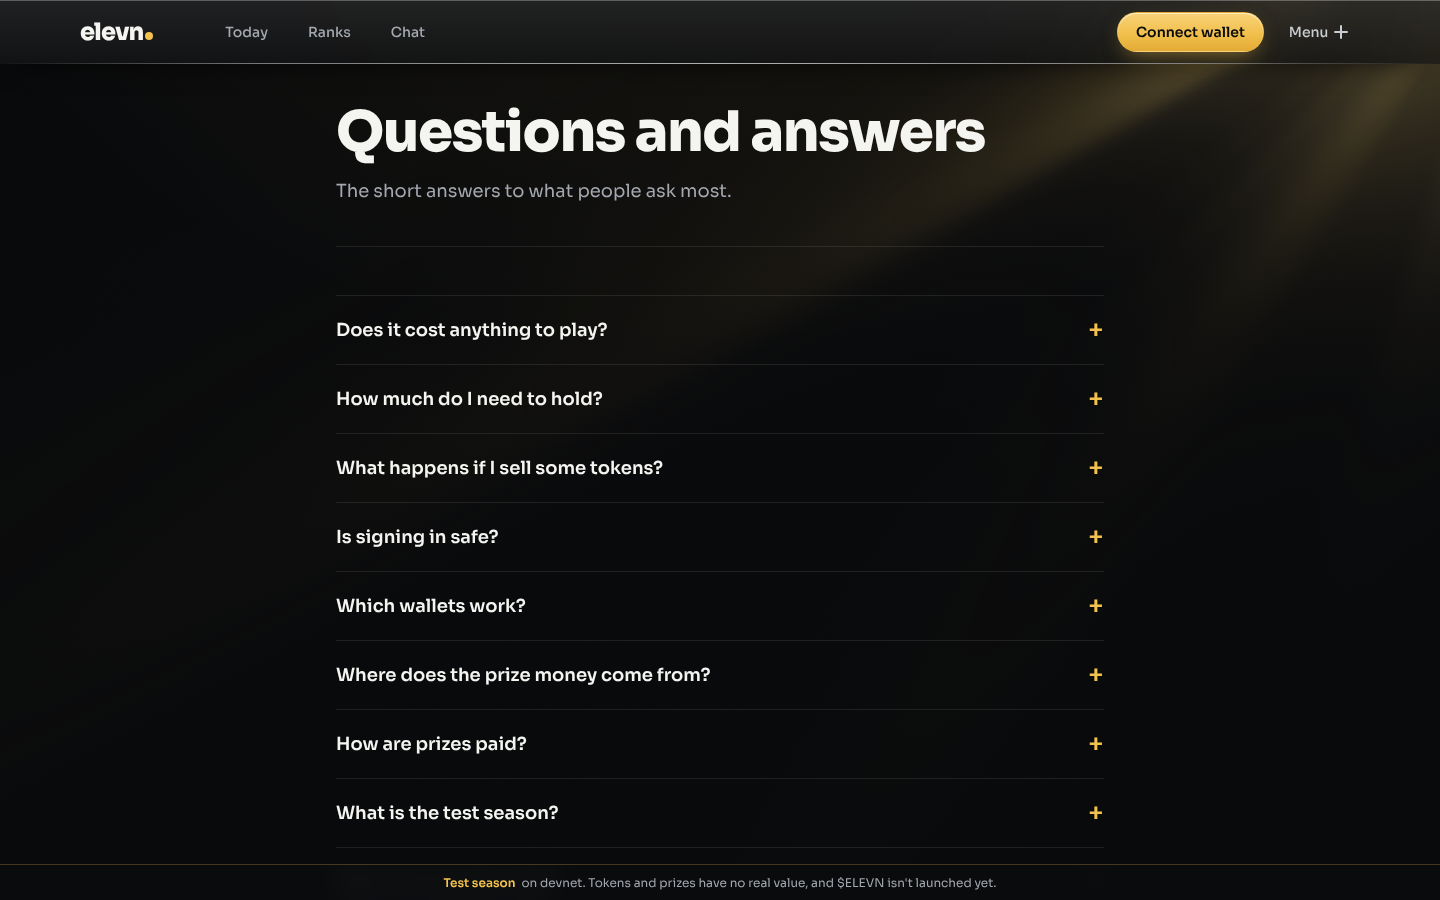 elevn.
Today
Ranks
Chat
Connect wallet
Menu +
Questions and answers
The short answers to what people ask most.
Does it cost anything to play? +
How much do I need to hold? +
What happens if I sell some tokens? +
Is signing in safe? +
Which wallets work? +
Where does the prize money come from? +
How are prizes paid? +
What is the test season? +
Test season on devnet. Tokens and prizes have no real value, and $ELEVN isn't launched yet.